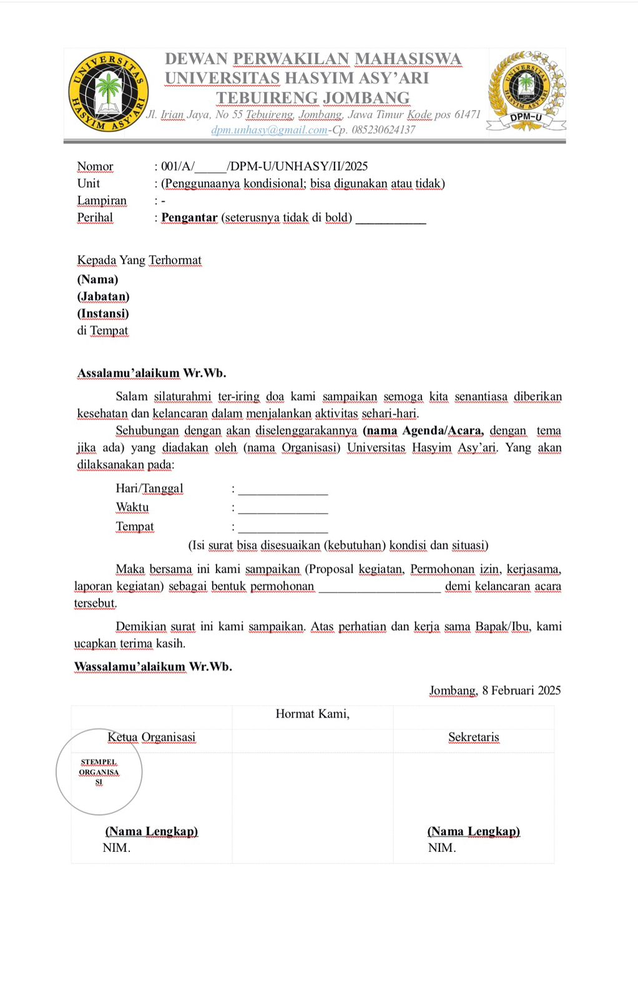 UNIVERSITAS HASYIM ASY'ARI
DEWAN PERWAKILAN MAHASISWA
UNIVERSITAS HASYIM ASY’ARI
TEBUIRENG JOMBANG
Jl. Irian Jaya, No 55 Tebuireng, Jombang, Jawa Timur Kode pos 61471
dpm.unhasy@gmail.com-Cp. 085230624137
UNIVERSITAS HASYIM ASY'ARI
DPM
DPM-U
Nomor : 001/A/_____/DPM-U/UNHASY/II/2025
Unit : (Penggunaanya kondisional; bisa digunakan atau tidak)
Lampiran : -
Perihal : Pengantar (seterusnya tidak di bold) ___________
Kepada Yang Terhormat
(Nama)
(Jabatan)
(Instansi)
di Tempat
Assalamu’alaikum Wr.Wb.
Salam silaturahmi ter-iring doa kami sampaikan semoga kita senantiasa diberikan
kesehatan dan kelancaran dalam menjalankan aktivitas sehari-hari.
Sehubungan dengan akan diselenggarakannya (nama Agenda/Acara, dengan tema
jika ada) yang diadakan oleh (nama Organisasi) Universitas Hasyim Asy’ari. Yang akan
dilaksanakan pada:
Hari/Tanggal : ______________
Waktu : ______________
Tempat : ______________
(Isi surat bisa disesuaikan (kebutuhan) kondisi dan situasi)
Maka bersama ini kami sampaikan (Proposal kegiatan, Permohonan izin, kerjasama,
laporan kegiatan) sebagai bentuk permohonan ___________________ demi kelancaran acara
tersebut.
Demikian surat ini kami sampaikan. Atas perhatian dan kerja sama Bapak/Ibu, kami
ucapkan terima kasih.
Wassalamu’alaikum Wr.Wb.
Jombang, 8 Februari 2025
Hormat Kami,
Ketua Organisasi Sekretaris
STEMPEL
ORGANISA
SI
(Nama Lengkap) (Nama Lengkap)
NIM. NIM.